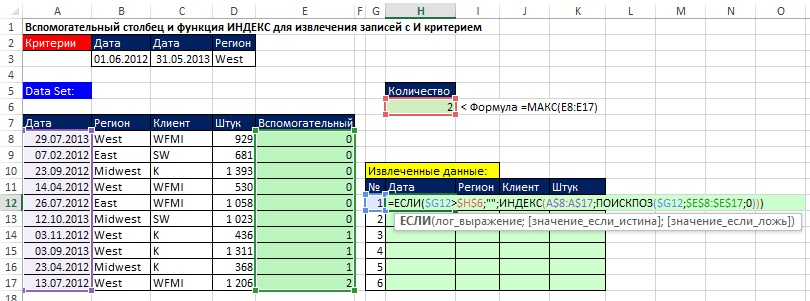 A B C D E F G H I J K L M N O
1 Вспомогательный столбец и функция ИНДЕКС для извлечения записей с И критерием
2 Критерии Дата Дата Регион
3 01.06.2012 31.05.2013 West
4
5 Data Set: Количество
6 2 < Формула =МАКС(E8:E17)
7 Дата Регион Клиент Штук Вспомогательный
8 29.07.2013 West WFMI 929 0
9 07.02.2012 East SW 681 0
10 23.09.2012 Midwest K 1 393 0 Извлеченные данные:
11 14.04.2012 West WFMI 530 0 № Дата Регион Клиент Штук
12 26.07.2012 East WFMI 1 058 0 1 =ЕСЛИ($G12>$H$6;"";ИНДЕКС(A$8:A$17;ПОИСКПОЗ($G12;$E$8:$E$17;0)))
13 12.10.2013 Midwest SW 1 023 0 2 ЕСЛИ(лог_выражение; [значение_если_истина]; [значение_если_ложь])
14 03.11.2012 West K 436 1 3
15 03.09.2013 West K 1 311 1 4
16 23.04.2012 Midwest K 368 1 5
17 13.07.2012 West WFMI 1 206 2 6
18